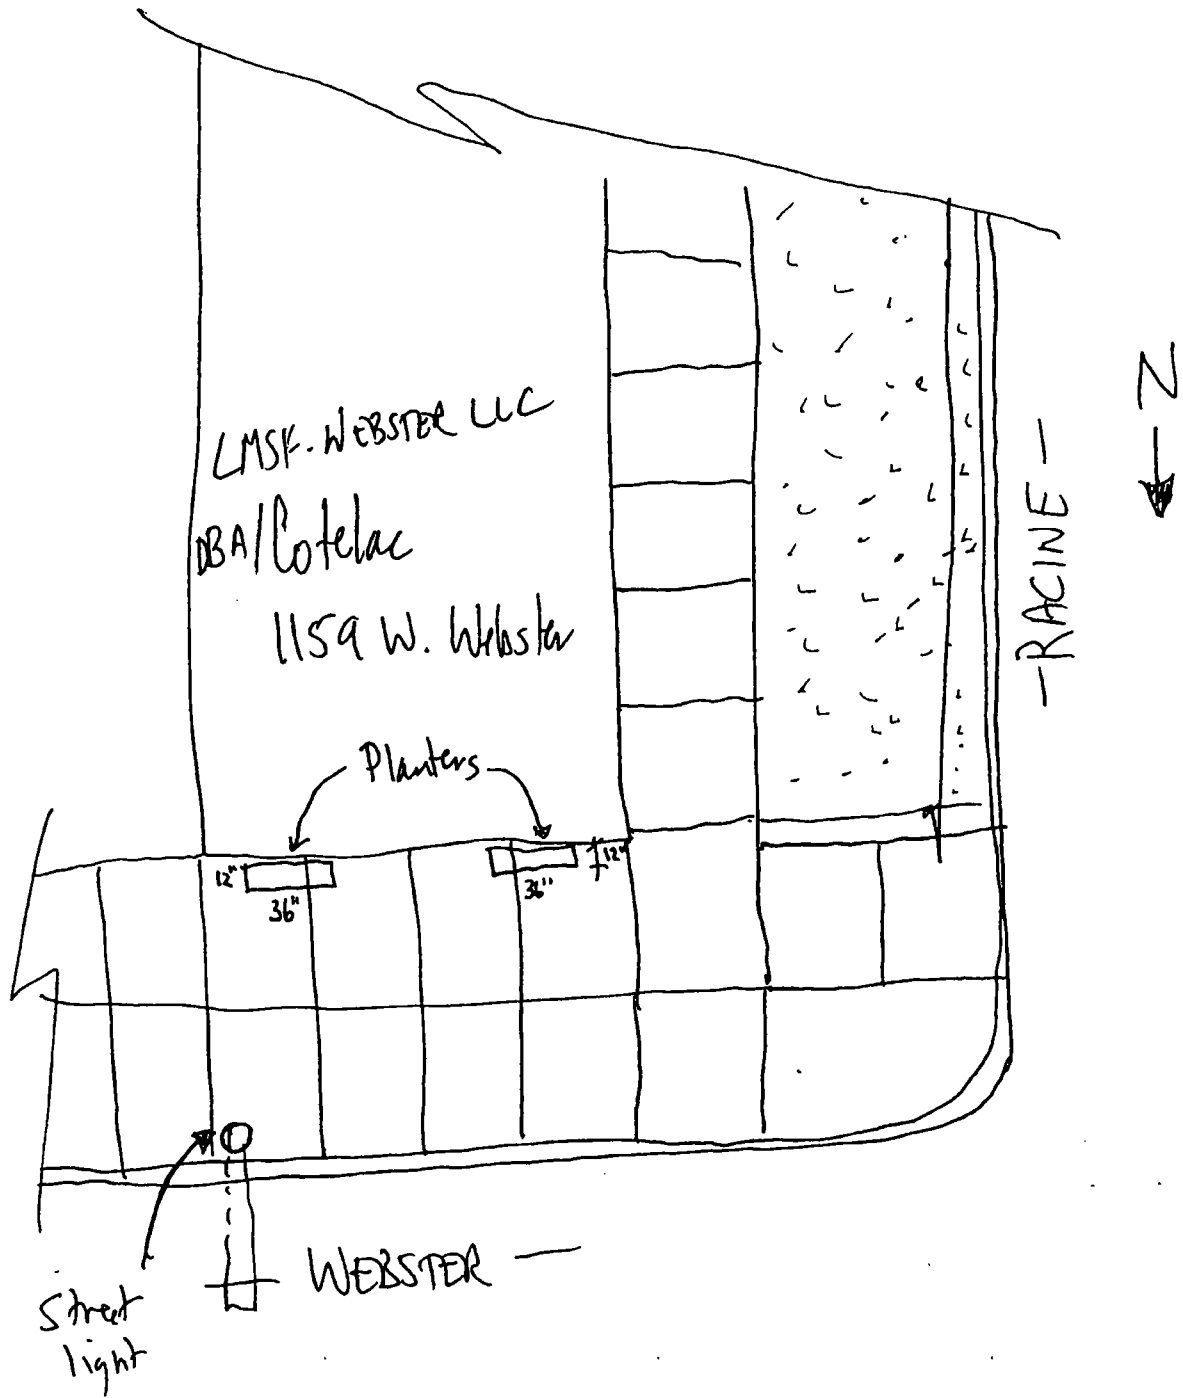 LMSF. WEBSTER LLC
DBA/Cotelac
1159 W. Webster
Planters
12"
36"
36"
12"
— RACINE —
N
WEBSTER —
Street
light